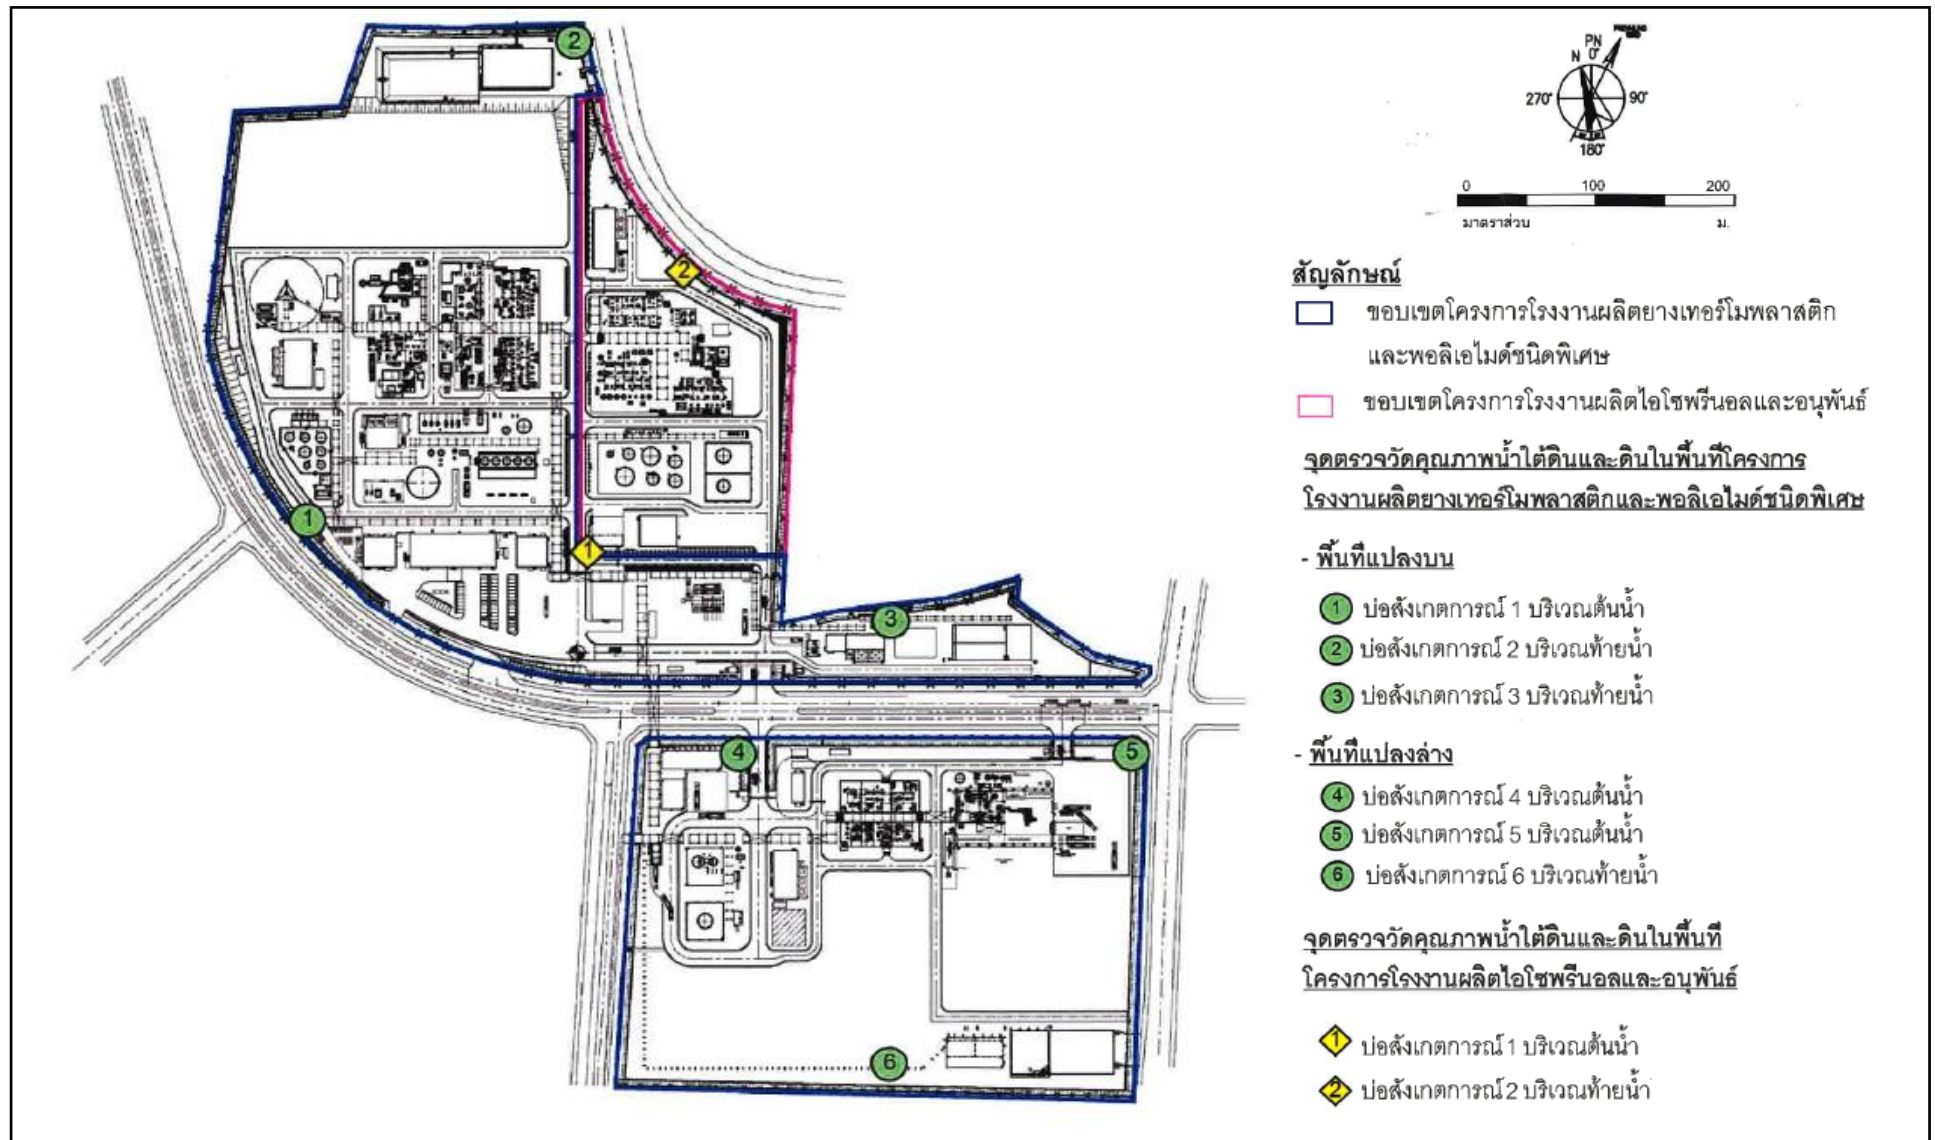 PN
N 0°
270° 90°
180°
0 100 200
มาตราส่วน ม.
สัญลักษณ์
ขอบเขตโครงการโรงงานผลิตยางเทอร์โมพลาสติก
และพอลิเอไมด์ชนิดพิเศษ
ขอบเขตโครงการโรงงานผลิตไอโซพรีนอลและอนุพันธ์
จุดตรวจวัดคุณภาพน้ำใต้ดินและดินในพื้นที่โครงการ
โรงงานผลิตยางเทอร์โมพลาสติกและพอลิเอไมด์ชนิดพิเศษ
- พื้นที่แปลงบน
1 บ่อสังเกตการณ์ 1 บริเวณต้นน้ำ
2 บ่อสังเกตการณ์ 2 บริเวณท้ายน้ำ
3 บ่อสังเกตการณ์ 3 บริเวณท้ายน้ำ
- พื้นที่แปลงล่าง
4 บ่อสังเกตการณ์ 4 บริเวณต้นน้ำ
5 บ่อสังเกตการณ์ 5 บริเวณต้นน้ำ
6 บ่อสังเกตการณ์ 6 บริเวณท้ายน้ำ
จุดตรวจวัดคุณภาพน้ำใต้ดินและดินในพื้นที่
โครงการโรงงานผลิตไอโซพรีนอลและอนุพันธ์
1 บ่อสังเกตการณ์ 1 บริเวณต้นน้ำ
2 บ่อสังเกตการณ์ 2 บริเวณท้ายน้ำ
2
2
1
1
3
4
5
6